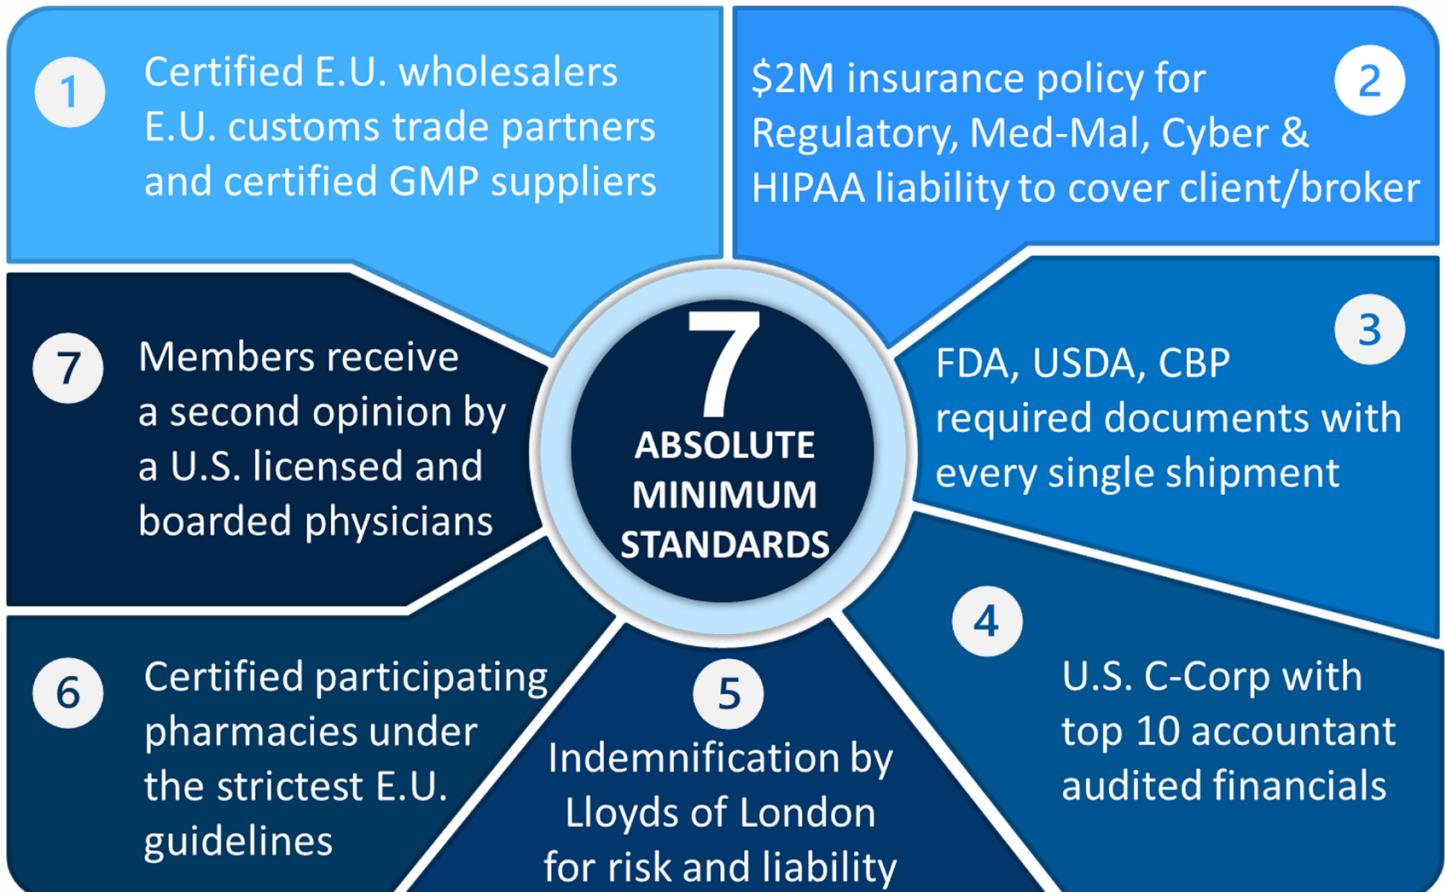 7
ABSOLUTE
MINIMUM
STANDARDS
1
Certified E.U. wholesalers
E.U. customs trade partners
and certified GMP suppliers
2
$2M insurance policy for
Regulatory, Med-Mal, Cyber &
HIPAA liability to cover client/broker
3
FDA, USDA, CBP
required documents with
every single shipment
4
U.S. C-Corp with
top 10 accountant
audited financials
5
Indemnification by
Lloyds of London
for risk and liability
6
Certified participating
pharmacies under
the strictest E.U.
guidelines
7
Members receive
a second opinion by
a U.S. licensed and
boarded physicians